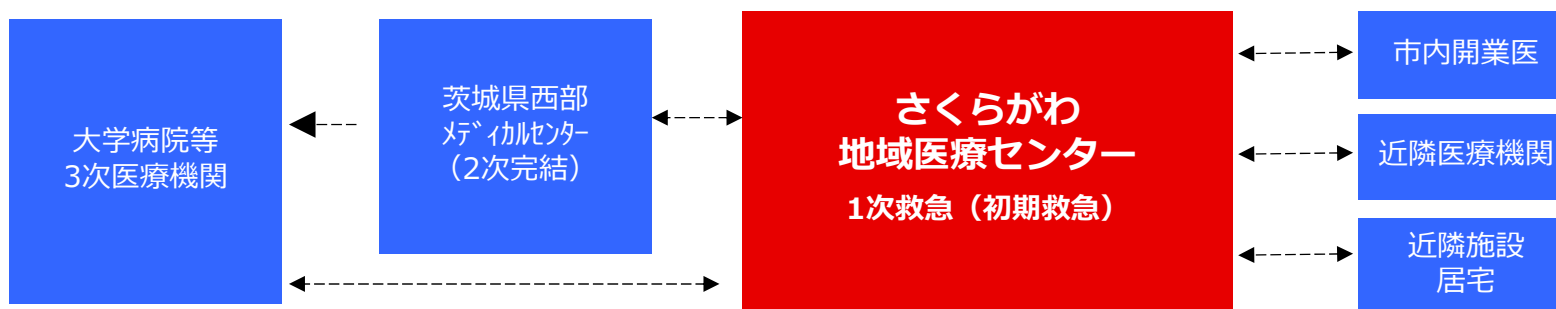 大学病院等
3次医療機関
茨城県西部
ﾒﾃﾞｨｶﾙｾﾝﾀｰ
（2次完結）
さくらがわ
地域医療センター
1次救急（初期救急）
市内開業医
近隣医療機関
近隣施設
居宅